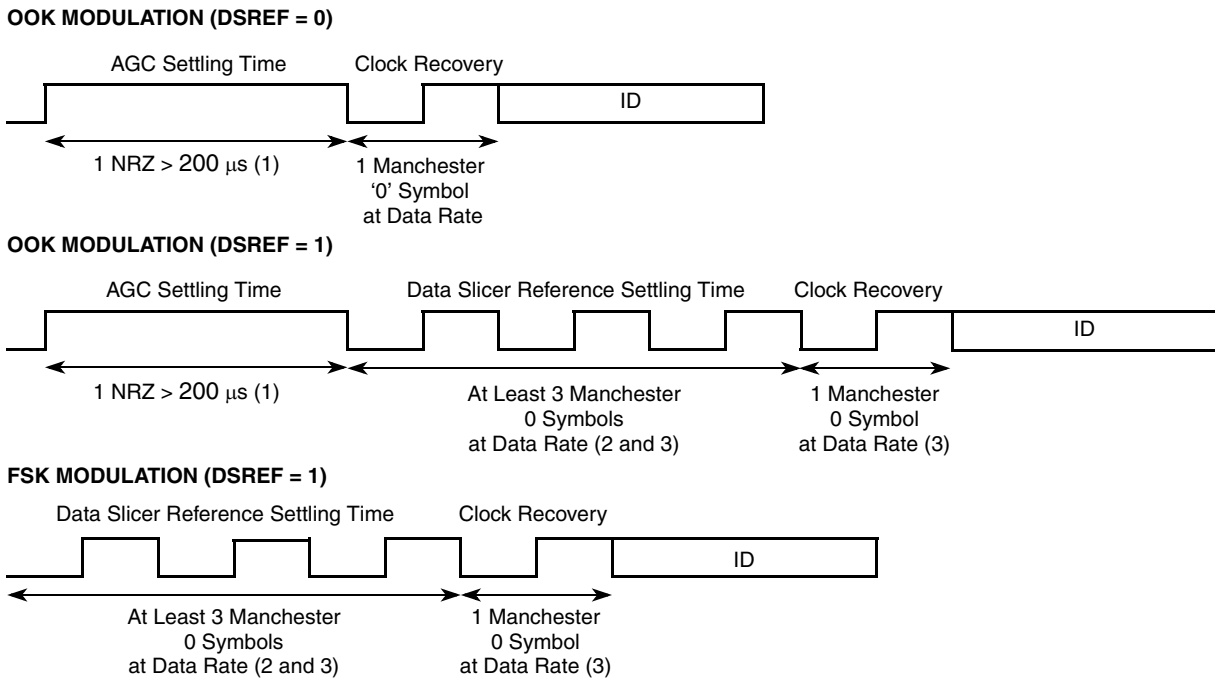 OOK MODULATION (DSREF = 0)
AGC Settling Time
Clock Recovery
ID
1 NRZ > 200 μs (1)
1 Manchester
‘0’ Symbol
at Data Rate
OOK MODULATION (DSREF = 1)
AGC Settling Time
Data Slicer Reference Settling Time
Clock Recovery
ID
1 NRZ > 200 μs (1)
At Least 3 Manchester
0 Symbols
at Data Rate (2 and 3)
1 Manchester
0 Symbol
at Data Rate (3)
FSK MODULATION (DSREF = 1)
Data Slicer Reference Settling Time
Clock Recovery
ID
At Least 3 Manchester
0 Symbols
at Data Rate (2 and 3)
1 Manchester
0 Symbol
at Data Rate (3)